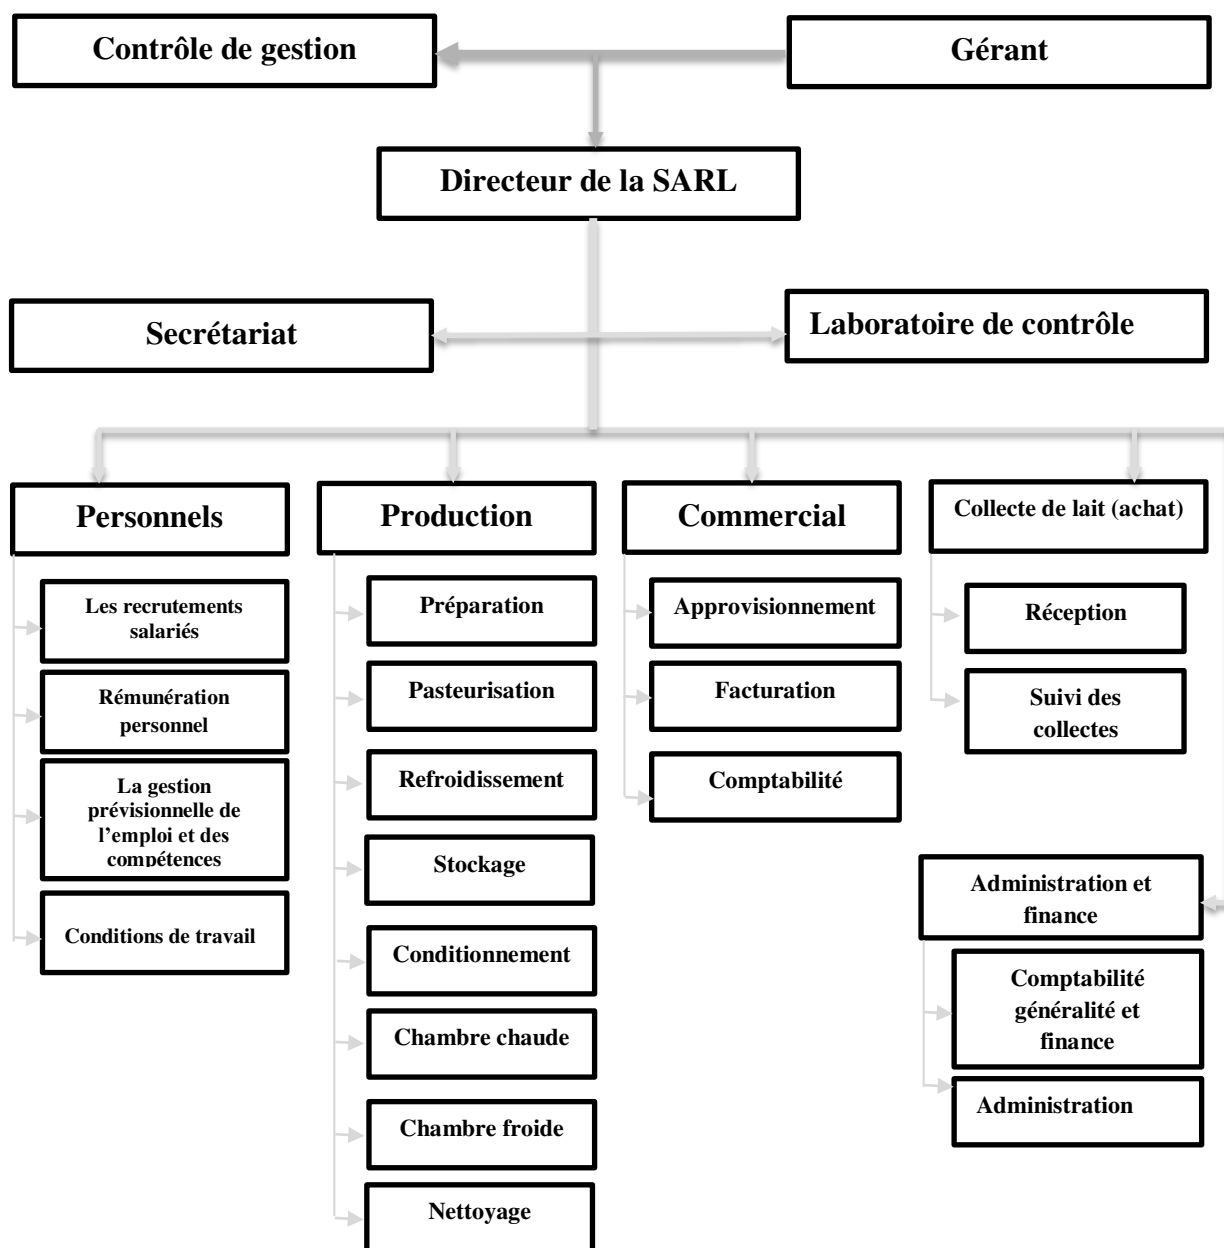 Contrôle de gestion
Gérant
Directeur de la SARL
Secrétariat
Laboratoire de contrôle
Personnels
Production
Commercial
Collecte de lait (achat)
Les recrutements
salariés
Rémunération
personnel
La gestion
prévisionnelle de
l’emploi et des
compétences
Conditions de travail
Préparation
Pasteurisation
Refroidissement
Stockage
Conditionnement
Chambre chaude
Chambre froide
Nettoyage
Approvisionnement
Facturation
Comptabilité
Réception
Suivi des
collectes
Administration et
finance
Comptabilité
généralité et
finance
Administration